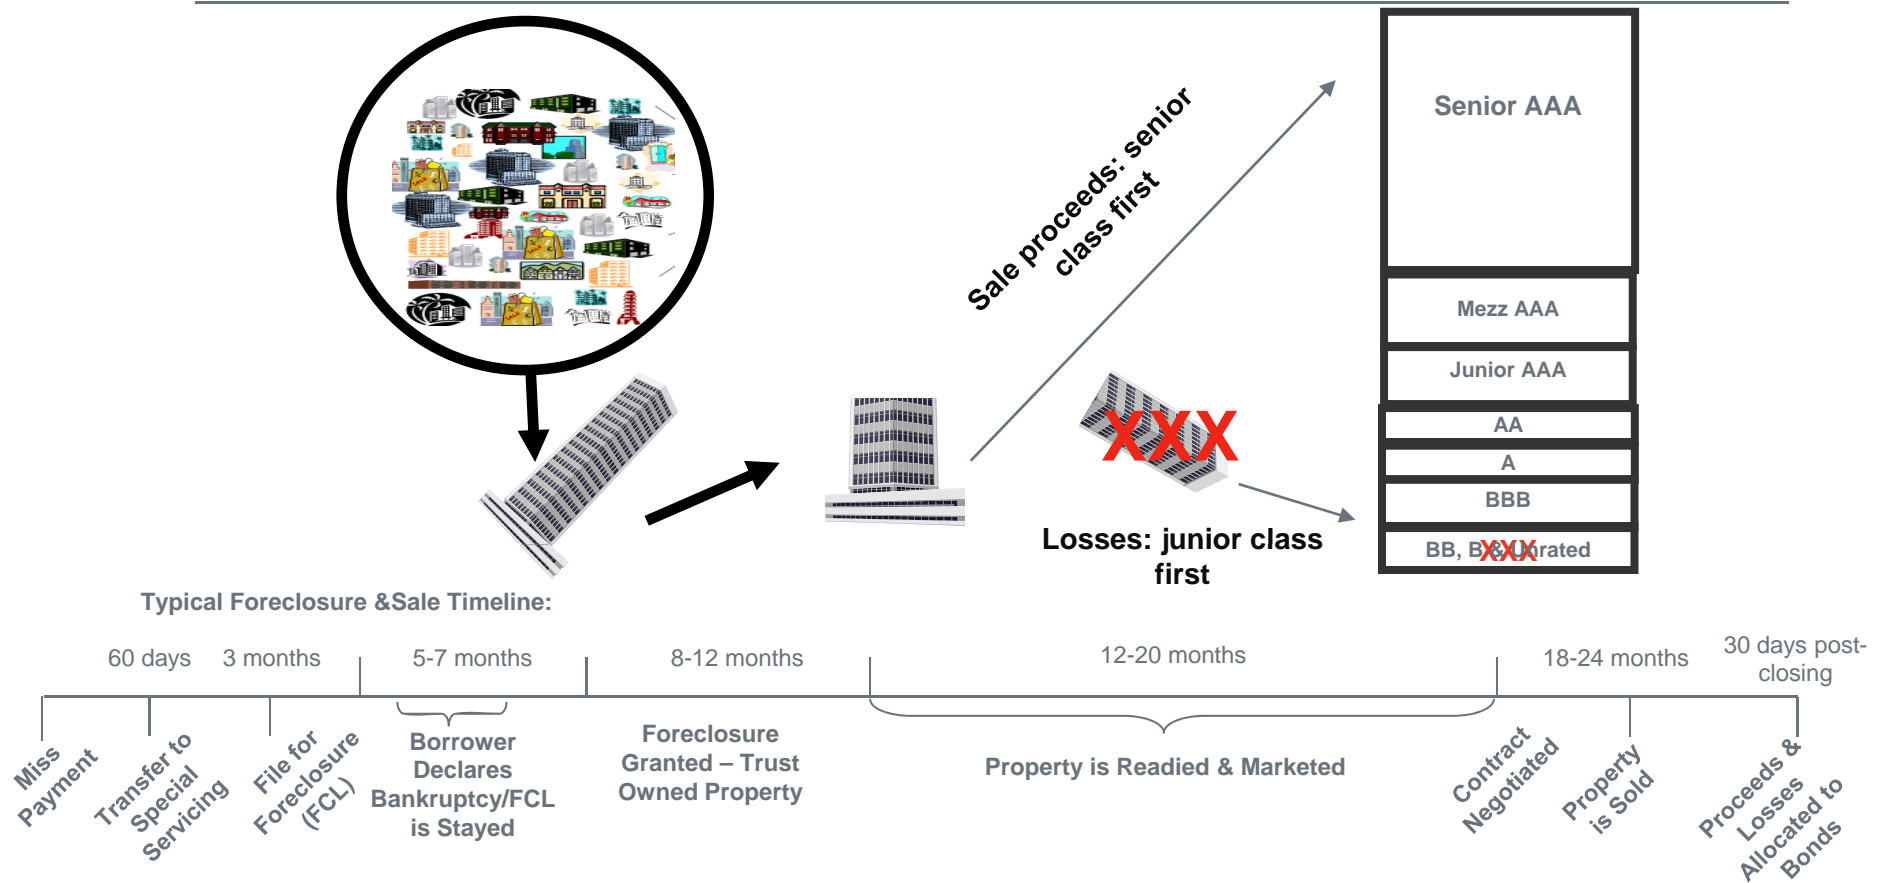 Sale proceeds: senior
class first
Senior AAA
Mezz AAA
Junior AAA
AA
A
BBB
BB, B & Unrated
XXX
XXX
Losses: junior class
first
Typical Foreclosure &Sale Timeline:
60 days
3 months
5-7 months
8-12 months
12-20 months
18-24 months
30 days post-
closing
Miss
Payment
Transfer to
Special
Servicing
File for
Foreclosure
(FCL)
Borrower
Declares
Bankruptcy/FCL
is Stayed
Foreclosure
Granted – Trust
Owned Property
Property is Readied & Marketed
Contract
Negotiated
Property
is Sold
Proceeds &
Losses
Allocated to
Bonds